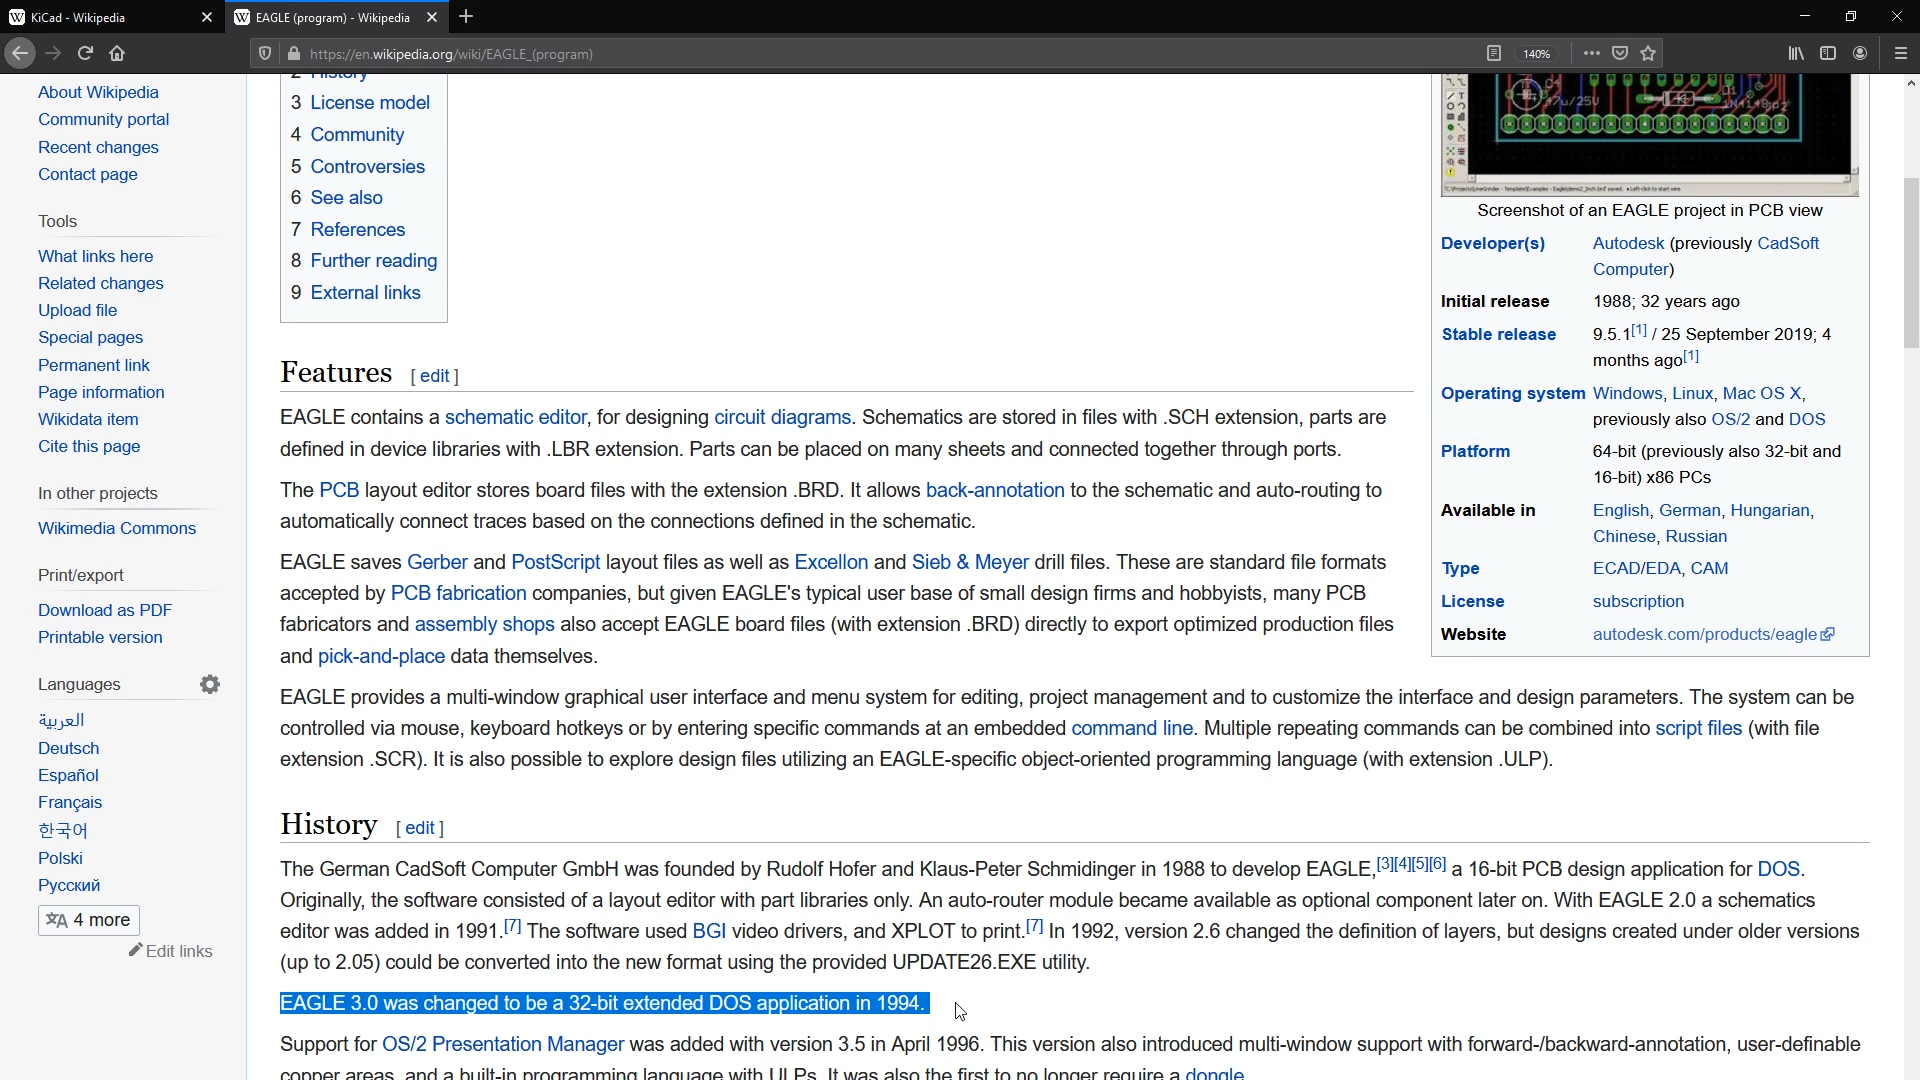 KiCad - Wikipedia
EAGLE (program) - Wikipedia
https://en.wikipedia.org/wiki/EAGLE_(program)
140%
About Wikipedia
Community portal
Recent changes
Contact page
Tools
What links here
Related changes
Upload file
Special pages
Permanent link
Page information
Wikidata item
Cite this page
In other projects
Wikimedia Commons
Print/export
Download as PDF
Printable version
Languages
العربية
Deutsch
Español
Français
한국어
Polski
Русский
4 more
Edit links
2 History
3 License model
4 Community
5 Controversies
6 See also
7 References
8 Further reading
9 External links
Features [ edit ]
EAGLE contains a schematic editor, for designing circuit diagrams. Schematics are stored in files with .SCH extension, parts are
defined in device libraries with .LBR extension. Parts can be placed on many sheets and connected together through ports.
The PCB layout editor stores board files with the extension .BRD. It allows back-annotation to the schematic and auto-routing to
automatically connect traces based on the connections defined in the schematic.
EAGLE saves Gerber and PostScript layout files as well as Excellon and Sieb & Meyer drill files. These are standard file formats
accepted by PCB fabrication companies, but given EAGLE's typical user base of small design firms and hobbyists, many PCB
fabricators and assembly shops also accept EAGLE board files (with extension .BRD) directly to export optimized production files
and pick-and-place data themselves.
EAGLE provides a multi-window graphical user interface and menu system for editing, project management and to customize the interface and design parameters. The system can be
controlled via mouse, keyboard hotkeys or by entering specific commands at an embedded command line. Multiple repeating commands can be combined into script files (with file
extension .SCR). It is also possible to explore design files utilizing an EAGLE-specific object-oriented programming language (with extension .ULP).
History [ edit ]
The German CadSoft Computer GmbH was founded by Rudolf Hofer and Klaus-Peter Schmidinger in 1988 to develop EAGLE,[3][4][5][6] a 16-bit PCB design application for DOS.
Originally, the software consisted of a layout editor with part libraries only. An auto-router module became available as optional component later on. With EAGLE 2.0 a schematics
editor was added in 1991.[7] The software used BGI video drivers, and XPLOT to print.[7] In 1992, version 2.6 changed the definition of layers, but designs created under older versions
(up to 2.05) could be converted into the new format using the provided UPDATE26.EXE utility.
EAGLE 3.0 was changed to be a 32-bit extended DOS application in 1994.
Support for OS/2 Presentation Manager was added with version 3.5 in April 1996. This version also introduced multi-window support with forward-/backward-annotation, user-definable
copper areas, and a built-in programming language with ULPs. It was also the first to no longer require a dongle.
47u/25V
D1
1N4148
Screenshot of an EAGLE project in PCB view
Developer(s) Autodesk (previously CadSoft
Computer)
Initial release 1988; 32 years ago
Stable release 9.5.1[1] / 25 September 2019; 4
months ago[1]
Operating system Windows, Linux, Mac OS X,
previously also OS/2 and DOS
Platform 64-bit (previously also 32-bit and
16-bit) x86 PCs
Available in English, German, Hungarian,
Chinese, Russian
Type ECAD/EDA, CAM
License subscription
Website autodesk.com/products/eagle